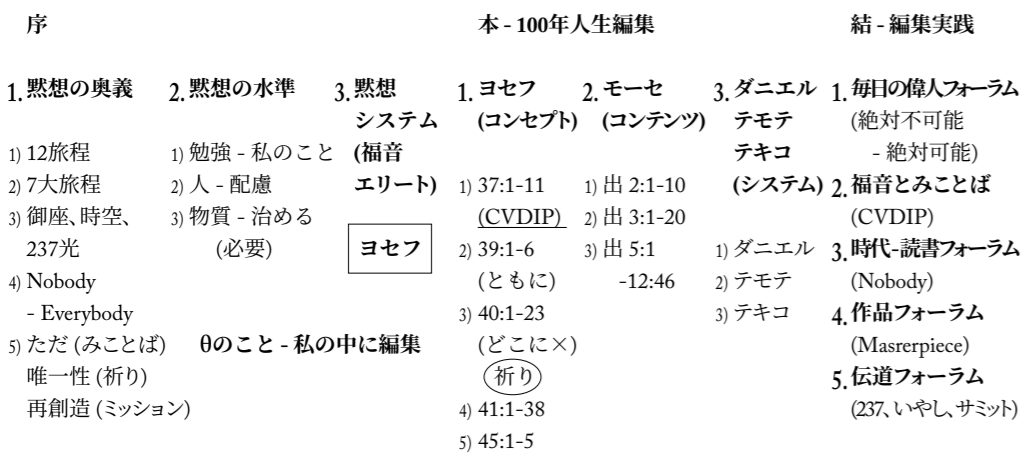 序
1. 黙想の奥義
1) 12旅程
2) 7大旅程
3) 御座、時空、
237光
4) Nobody
- Everybody
5) ただ (みことば)
唯一性 (祈り)
再創造 (ミッション)
2. 黙想の水準
1) 勉強 - 私のこと
2) 人 - 配慮
3) 物質 - 治める
(必要)
3. 黙想
システム
(福音
エリート)
ヨセフ
θのこと - 私の中に編集
本 - 100年人生編集
1. ヨセフ
(コンセプト)
1) 37:1-11
(CVDIP)
2) 39:1-6
(ともに)
3) 40:1-23
(どこに×)
祈り
4) 41:1-38
5) 45:1-5
2. モーセ
(コンテンツ)
1) 出 2:1-10
2) 出 3:1-20
3) 出 5:1
-12:46
3. ダニエル
テモテ
テキコ
(システム)
1) ダニエル
2) テモテ
3) テキコ
結 - 編集実践
1. 毎日の偉人フォーラム
(絶対不可能
- 絶対可能)
2. 福音とみことば
(CVDIP)
3. 時代-読書フォーラム
(Nobody)
4. 作品フォーラム
(Masrerpiece)
5. 伝道フォーラム
(237、いやし、サミット)